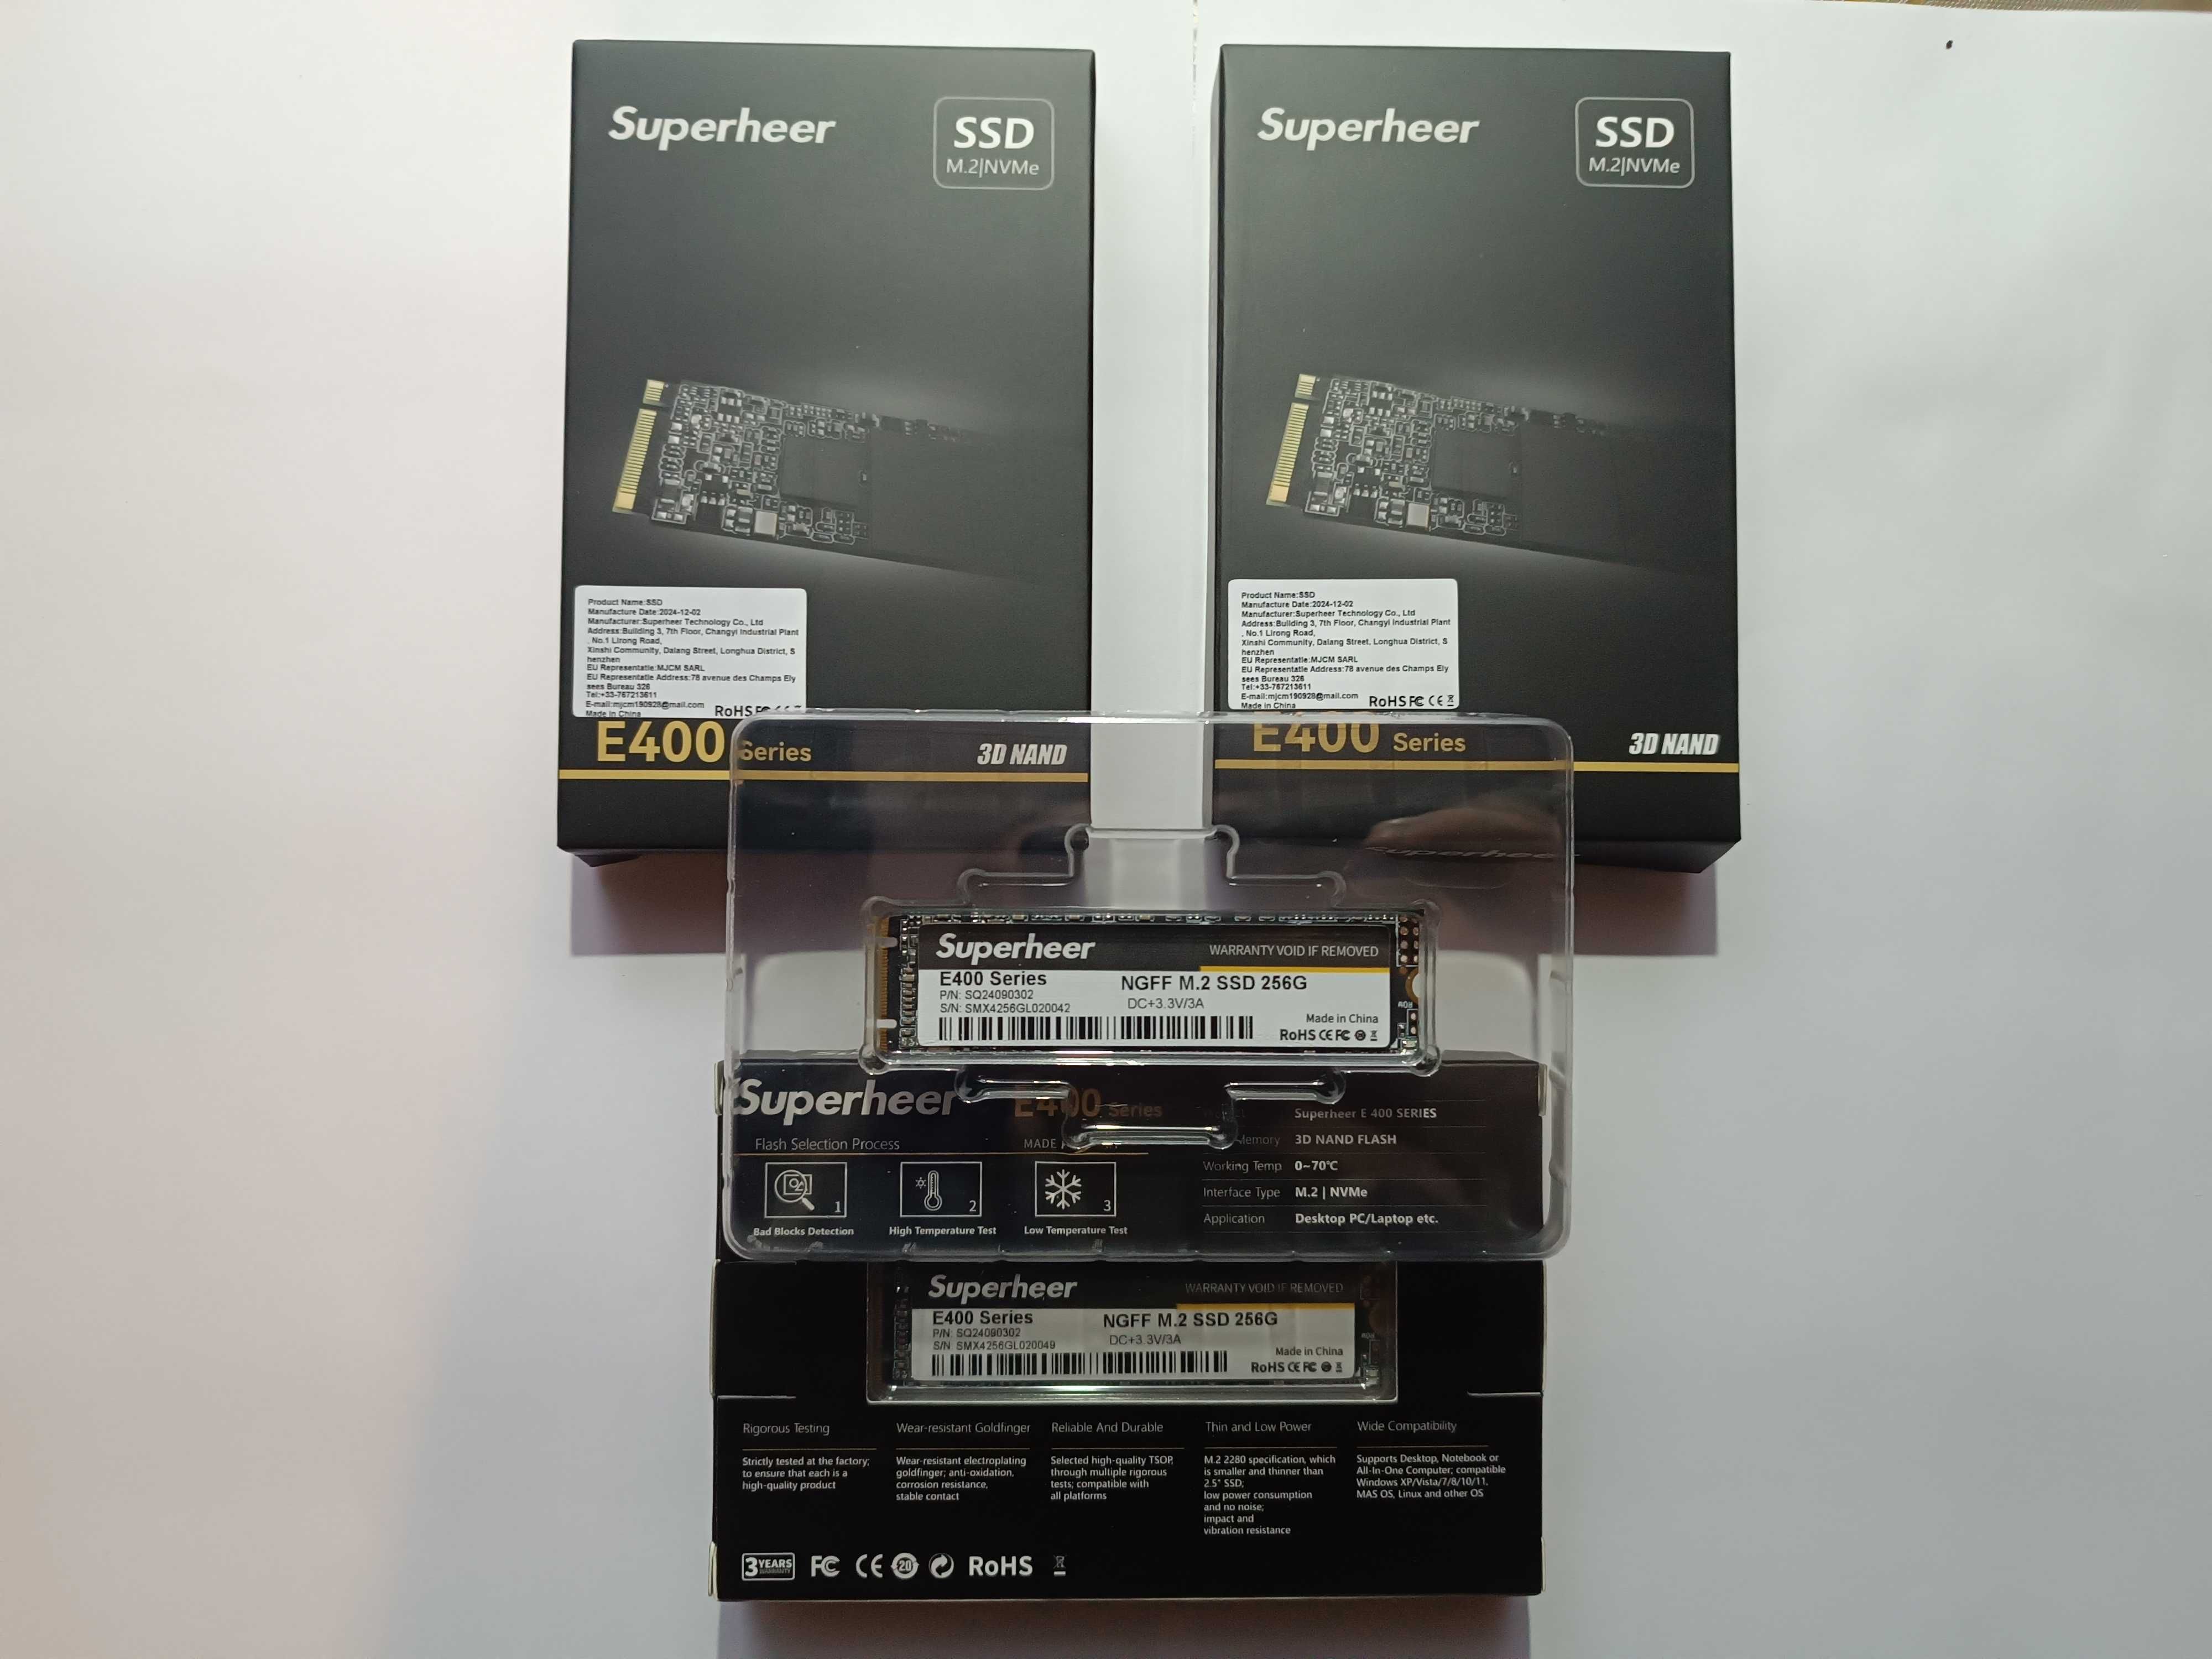 Superheer
SSD
M.2|NVMe
Product Name:SSD
Manufacture Date:2024-12-02
Manufacturer:Superheer Technology Co., Ltd
Address:Building 3, 7th Floor, Changyi Industrial Plant
, No.1 Lirong Road,
Xinshi Community, Dalang Street, Longhua District, S
henzhen
EU Representatie:MJCM SARL
EU Representatie Address:78 avenue des Champs Ely
sees Bureau 326
Tel:+33-767213611
E-mail:mjcm190928@mail.com
Made in China
RoHS FC CE
E400 Series
3D NAND
Superheer
SSD
M.2|NVMe
Product Name:SSD
Manufacture Date:2024-12-02
Manufacturer:Superheer Technology Co., Ltd
Address:Building 3, 7th Floor, Changyi Industrial Plant
, No.1 Lirong Road,
Xinshi Community, Dalang Street, Longhua District, S
henzhen
EU Representatie:MJCM SARL
EU Representatie Address:78 avenue des Champs Ely
sees Bureau 326
Tel:+33-767213611
E-mail:mjcm190928@mail.com
Made in China
RoHS FC CE
E400 Series
3D NAND
Superheer
Superheer
WARRANTY VOID IF REMOVED
E400 Series
NGFF M.2 SSD 256G
P/N: SQ24090302
DC+3.3V/3A
S/N: SMX4256GL020042
Made in China
RoHS CE FC
Superheer
E400 Series
Flash Selection Process
MADE
1
2
3
Bad Blocks Detection
High Temperature Test
Low Temperature Test
Superheer E 400 SERIES
Memory 3D NAND FLASH
Working Temp 0~70℃
Interface Type M.2 | NVMe
Application Desktop PC/Laptop etc.
Superheer
WARRANTY VOID IF REMOVED
E400 Series
NGFF M.2 SSD 256G
P/N: SQ24090302
DC+3.3V/3A
S/N: SMX4256GL020049
Made in China
RoHS CE FC
Rigorous Testing
Strictly tested at the factory;
to ensure that each is a
high-quality product
Wear-resistant Goldfinger
Wear-resistant electroplating
goldfinger; anti-oxidation,
corrosion resistance,
stable contact
Reliable And Durable
Selected high-quality TSOP,
through multiple rigorous
tests; compatible with
all platforms
Thin and Low Power
M.2 2280 specification, which
is smaller and thinner than
2.5" SSD;
low power consumption
and no noise;
impact and
vibration resistance
Wide Compatibility
Supports Desktop, Notebook or
All-In-One Computer; compatible
Windows XP/Vista/7/8/10/11,
MAS OS, Linux and other OS
3 YEARS
FC CE 20 RoHS